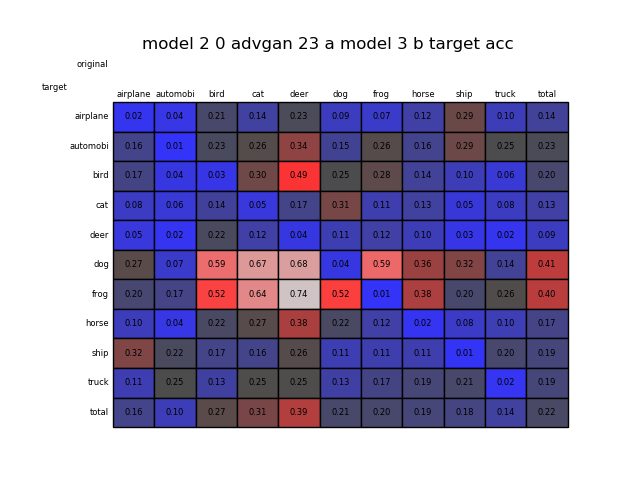 model 2 0 advgan 23 a model 3 b target acc
original
target
airplane automobi bird cat deer dog frog horse ship truck total
airplane 0.02 0.04 0.21 0.14 0.23 0.09 0.07 0.12 0.29 0.10 0.14
automobi 0.16 0.01 0.23 0.26 0.34 0.15 0.26 0.16 0.29 0.25 0.23
bird 0.17 0.04 0.03 0.30 0.49 0.25 0.28 0.14 0.10 0.06 0.20
cat 0.08 0.06 0.14 0.05 0.17 0.31 0.11 0.13 0.05 0.08 0.13
deer 0.05 0.02 0.22 0.12 0.04 0.11 0.12 0.10 0.03 0.02 0.09
dog 0.27 0.07 0.59 0.67 0.68 0.04 0.59 0.36 0.32 0.14 0.41
frog 0.20 0.17 0.52 0.64 0.74 0.52 0.01 0.38 0.20 0.26 0.40
horse 0.10 0.04 0.22 0.27 0.38 0.22 0.12 0.02 0.08 0.10 0.17
ship 0.32 0.22 0.17 0.16 0.26 0.11 0.11 0.11 0.01 0.20 0.19
truck 0.11 0.25 0.13 0.25 0.25 0.13 0.17 0.19 0.21 0.02 0.19
total 0.16 0.10 0.27 0.31 0.39 0.21 0.20 0.19 0.18 0.14 0.22